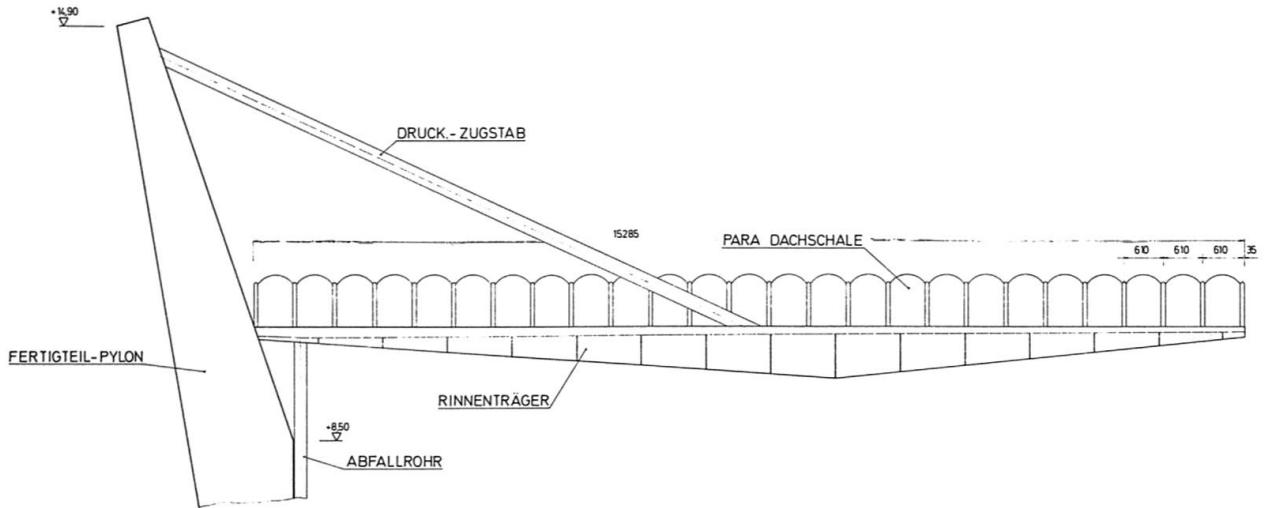 +14,90
DRUCK.- ZUGSTAB
15285
PARA DACHSCHALE
610 610 610 35
FERTIGTEIL-PYLON
RINNENTRÄGER
+8,50
ABFALLROHR